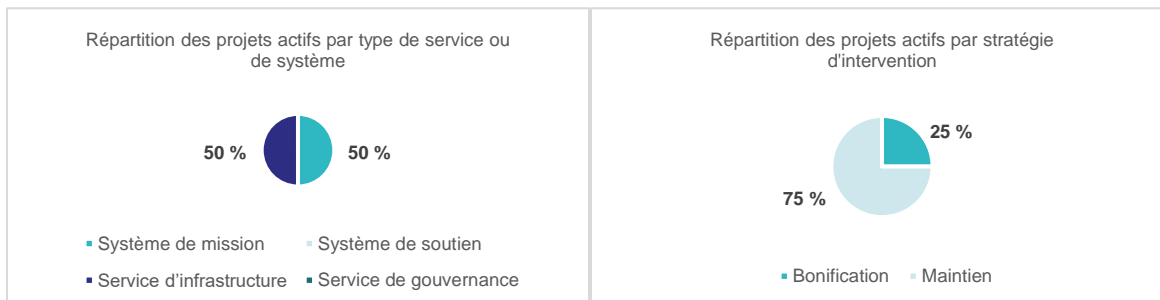 Répartition des projets actifs par type de service ou
de système
50 %
50 %
Système de mission
Système de soutien
Service d’infrastructure
Service de gouvernance
Répartition des projets actifs par stratégie
d'intervention
25 %
75 %
Bonification
Maintien